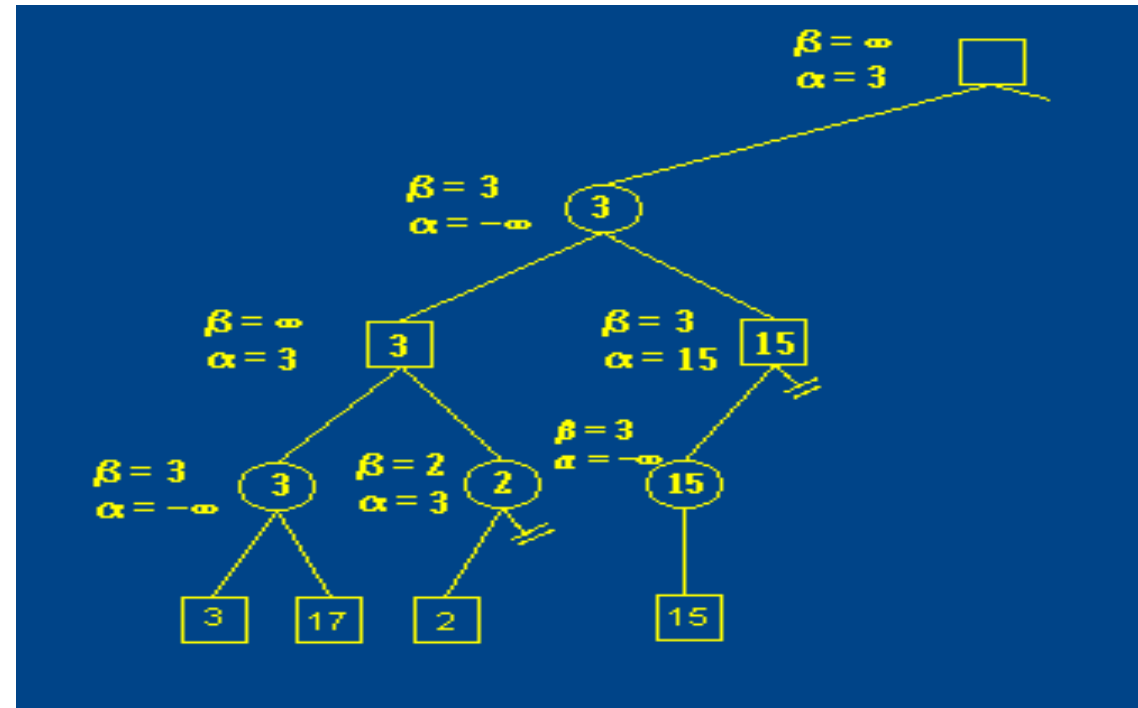 β = ∞
α = 3
β = 3
α = −∞
3
β = ∞
α = 3
3
β = 3
α = 15
15
β = 3
α = −∞
3
β = 2
α = 3
2
β = 3
α = −∞
15
3
17
2
15